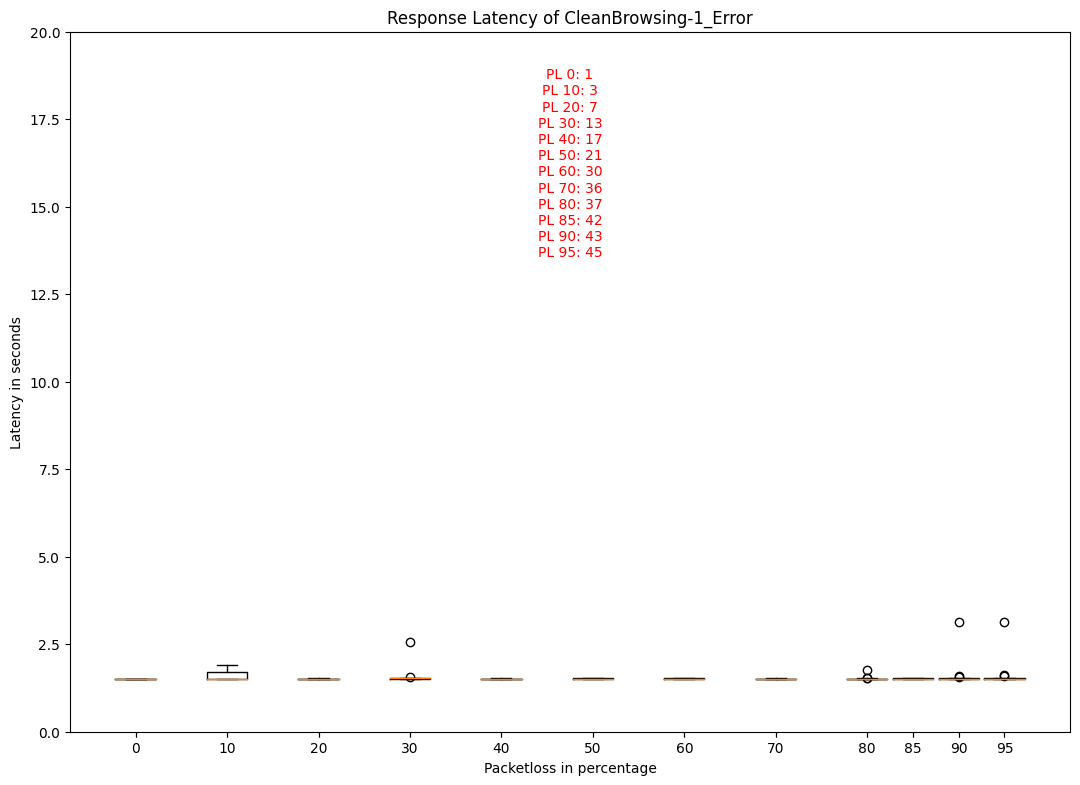 Response Latency of CleanBrowsing-1_Error
20.0
17.5
15.0
12.5
10.0
7.5
5.0
2.5
0.0
Latency in seconds
PL 0: 1
PL 10: 3
PL 20: 7
PL 30: 13
PL 40: 17
PL 50: 21
PL 60: 30
PL 70: 36
PL 80: 37
PL 85: 42
PL 90: 43
PL 95: 45
0 10 20 30 40 50 60 70 80 85 90 95
Packetloss in percentage